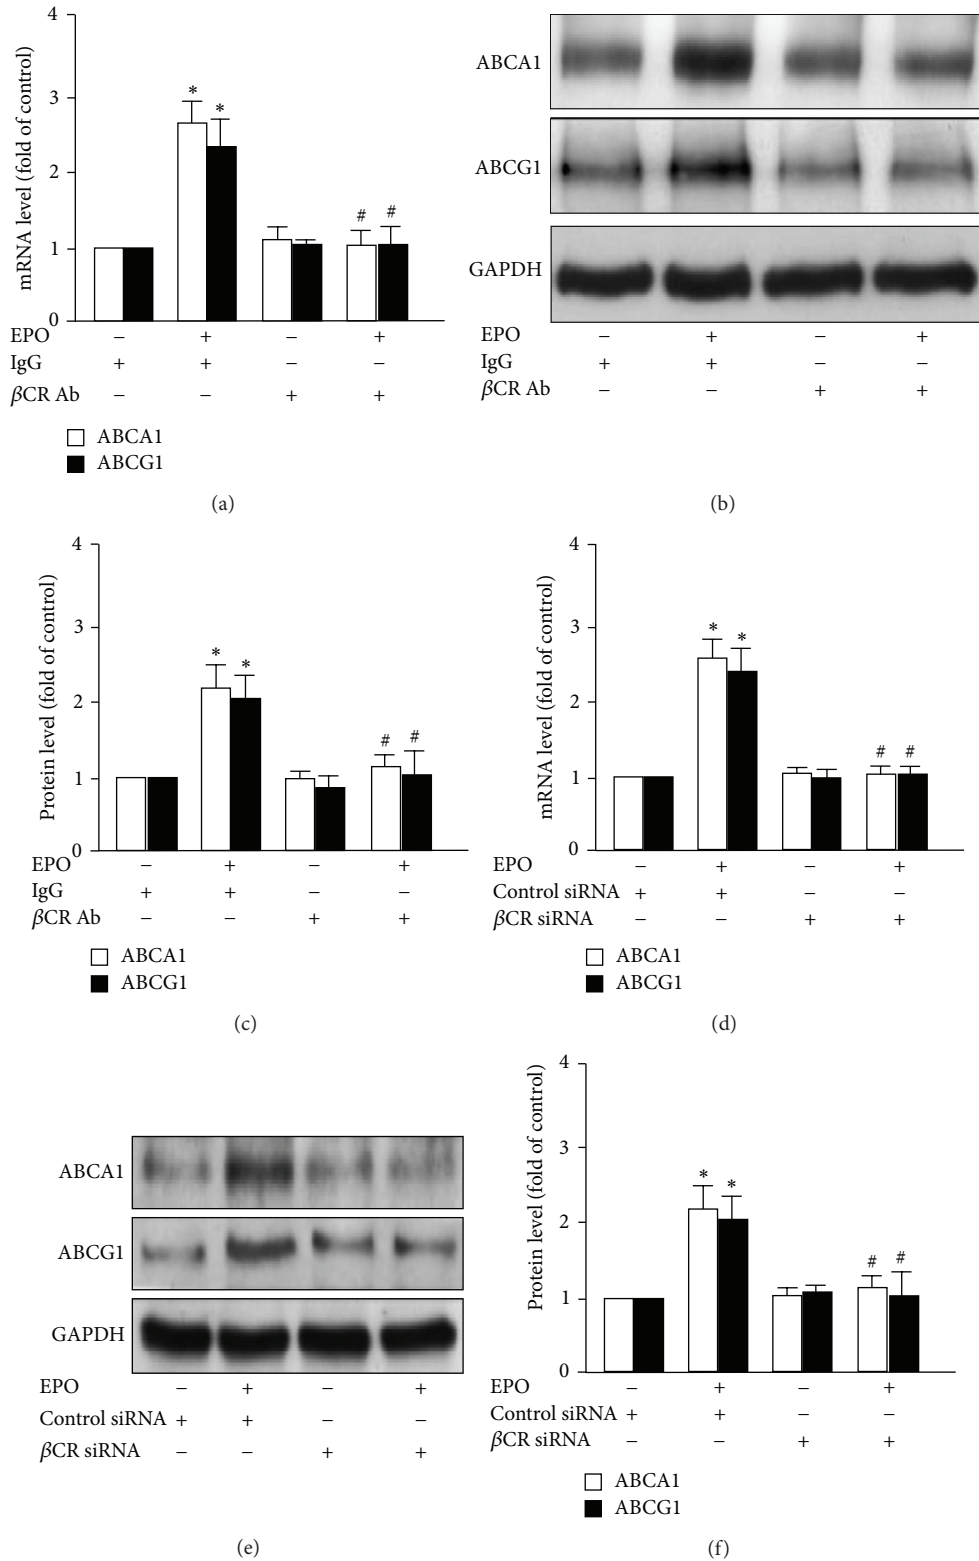 4
3
2
1
0
mRNA level (fold of control)
* *
# #
EPO − + − +
IgG + + − −
βCR Ab − − + +
ABCA1
ABCG1
(a)
ABCA1
ABCG1
GAPDH
EPO − + − +
IgG + + − −
βCR Ab − − + +
(b)
4
3
2
1
0
Protein level (fold of control)
* *
# #
EPO − + − +
IgG + + − −
βCR Ab − − + +
ABCA1
ABCG1
(c)
4
3
2
1
0
mRNA level (fold of control)
* *
# #
EPO − + − +
Control siRNA + + − −
βCR siRNA − − + +
ABCA1
ABCG1
(d)
ABCA1
ABCG1
GAPDH
EPO − + − +
Control siRNA + + − −
βCR siRNA − − + +
(e)
4
3
2
1
0
Protein level (fold of control)
* *
# #
EPO − + − +
Control siRNA + + − −
βCR siRNA − − + +
ABCA1
ABCG1
(f)